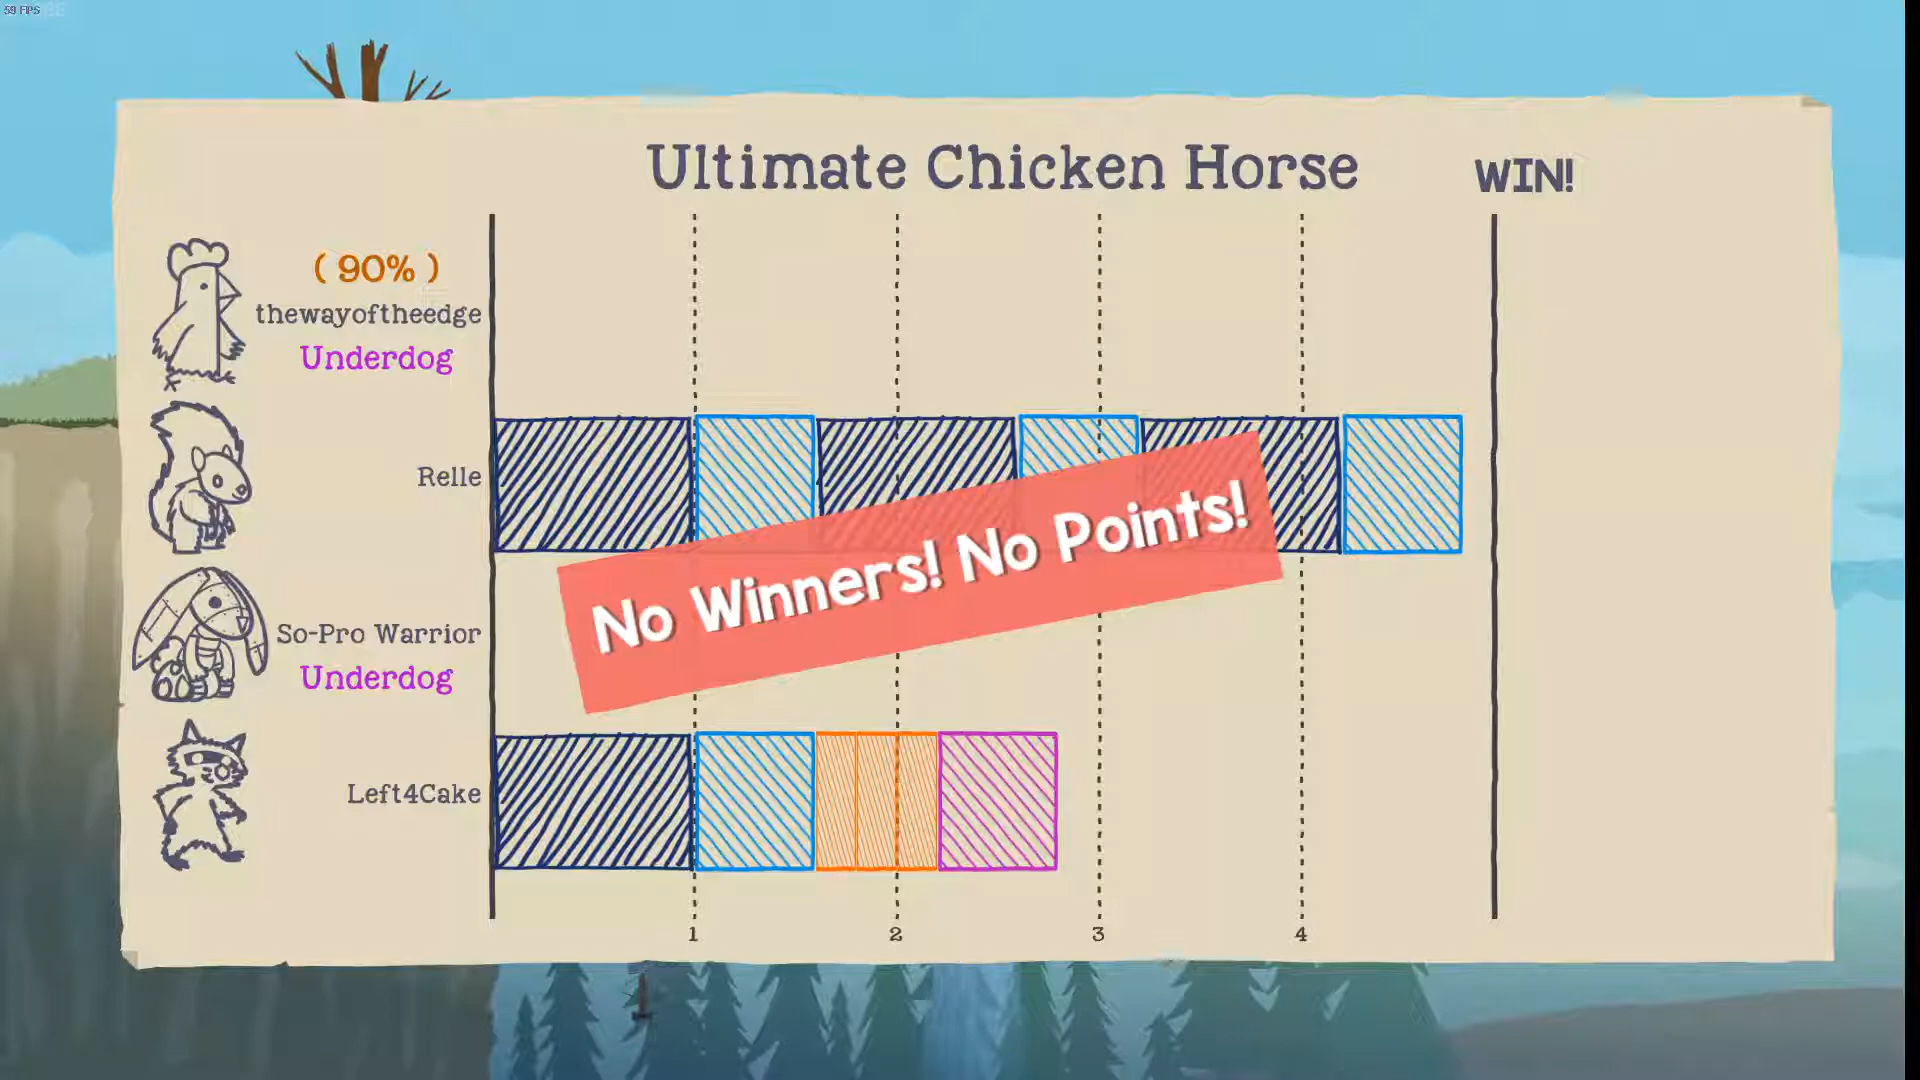 59 FPS
Ultimate Chicken Horse
WIN!
( 90% )
thewayoftheedge
Underdog
Relle
No Winners! No Points!
So-Pro Warrior
Underdog
Left4Cake
1 2 3 4